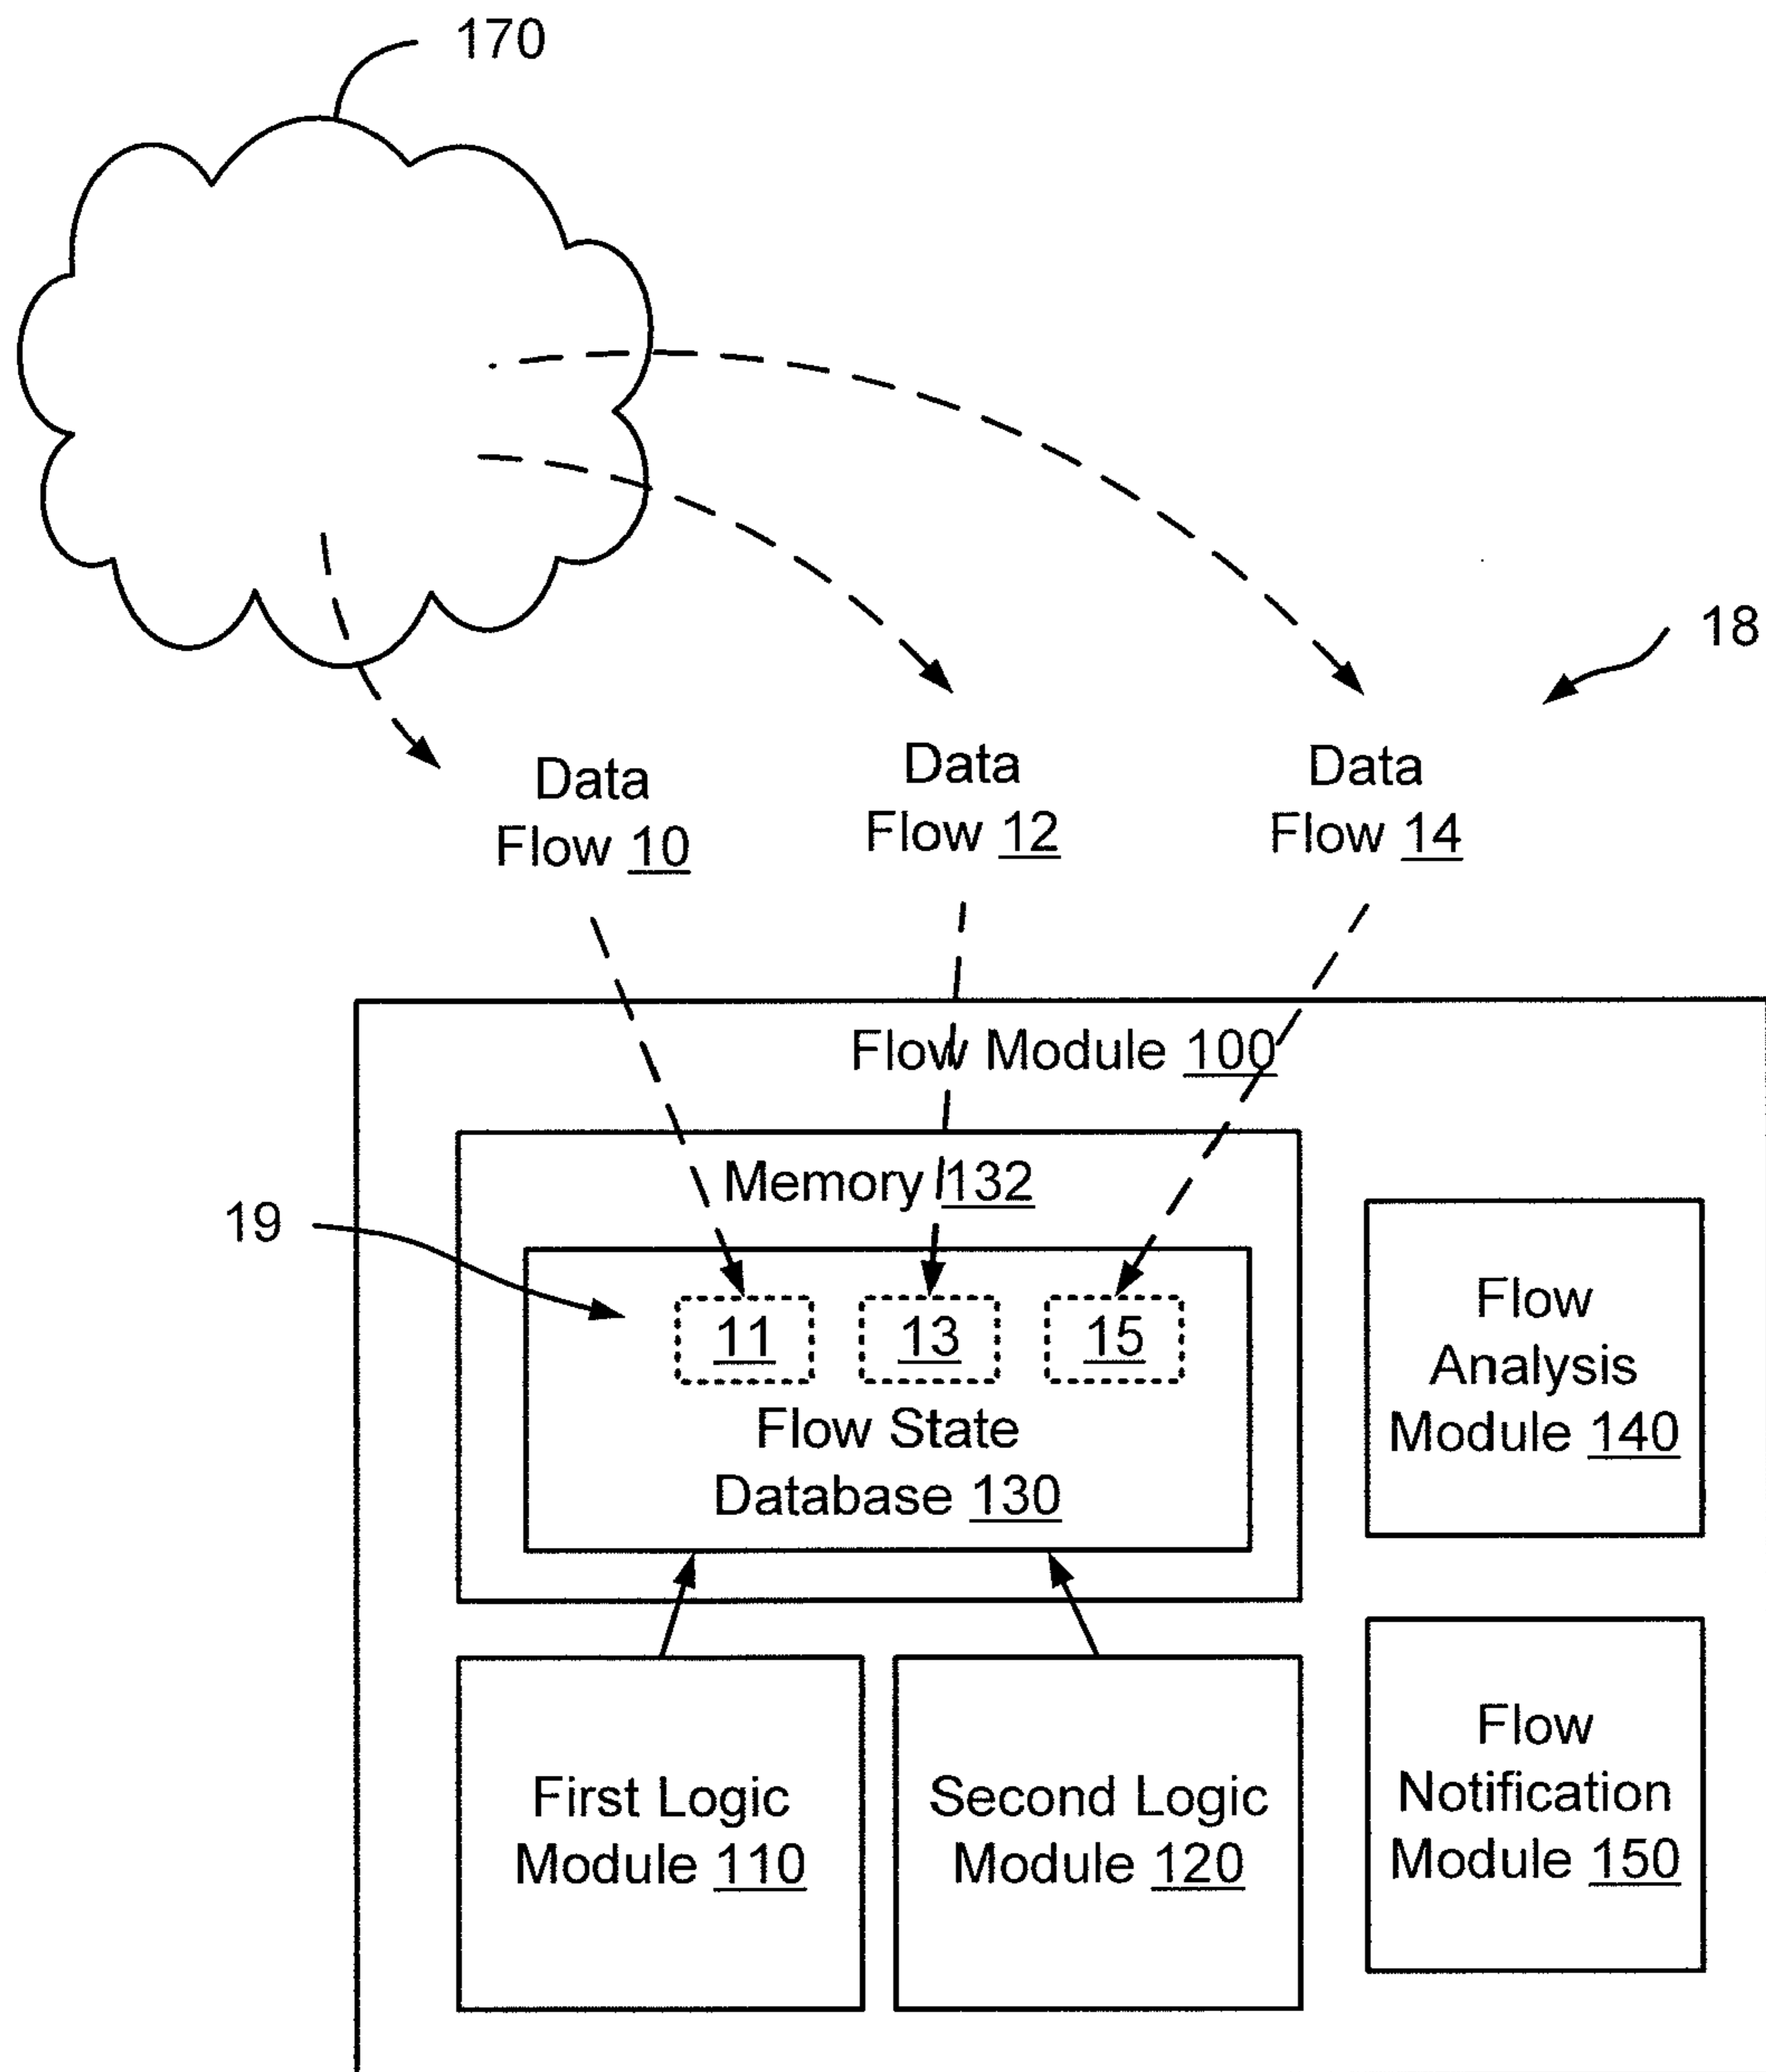 170
18
Data
Flow 10
Data
Flow 12
Data
Flow 14
Flow Module 100
Memory 132
19
11
13
15
Flow State
Database 130
Flow
Analysis
Module 140
First Logic
Module 110
Second Logic
Module 120
Flow
Notification
Module 150